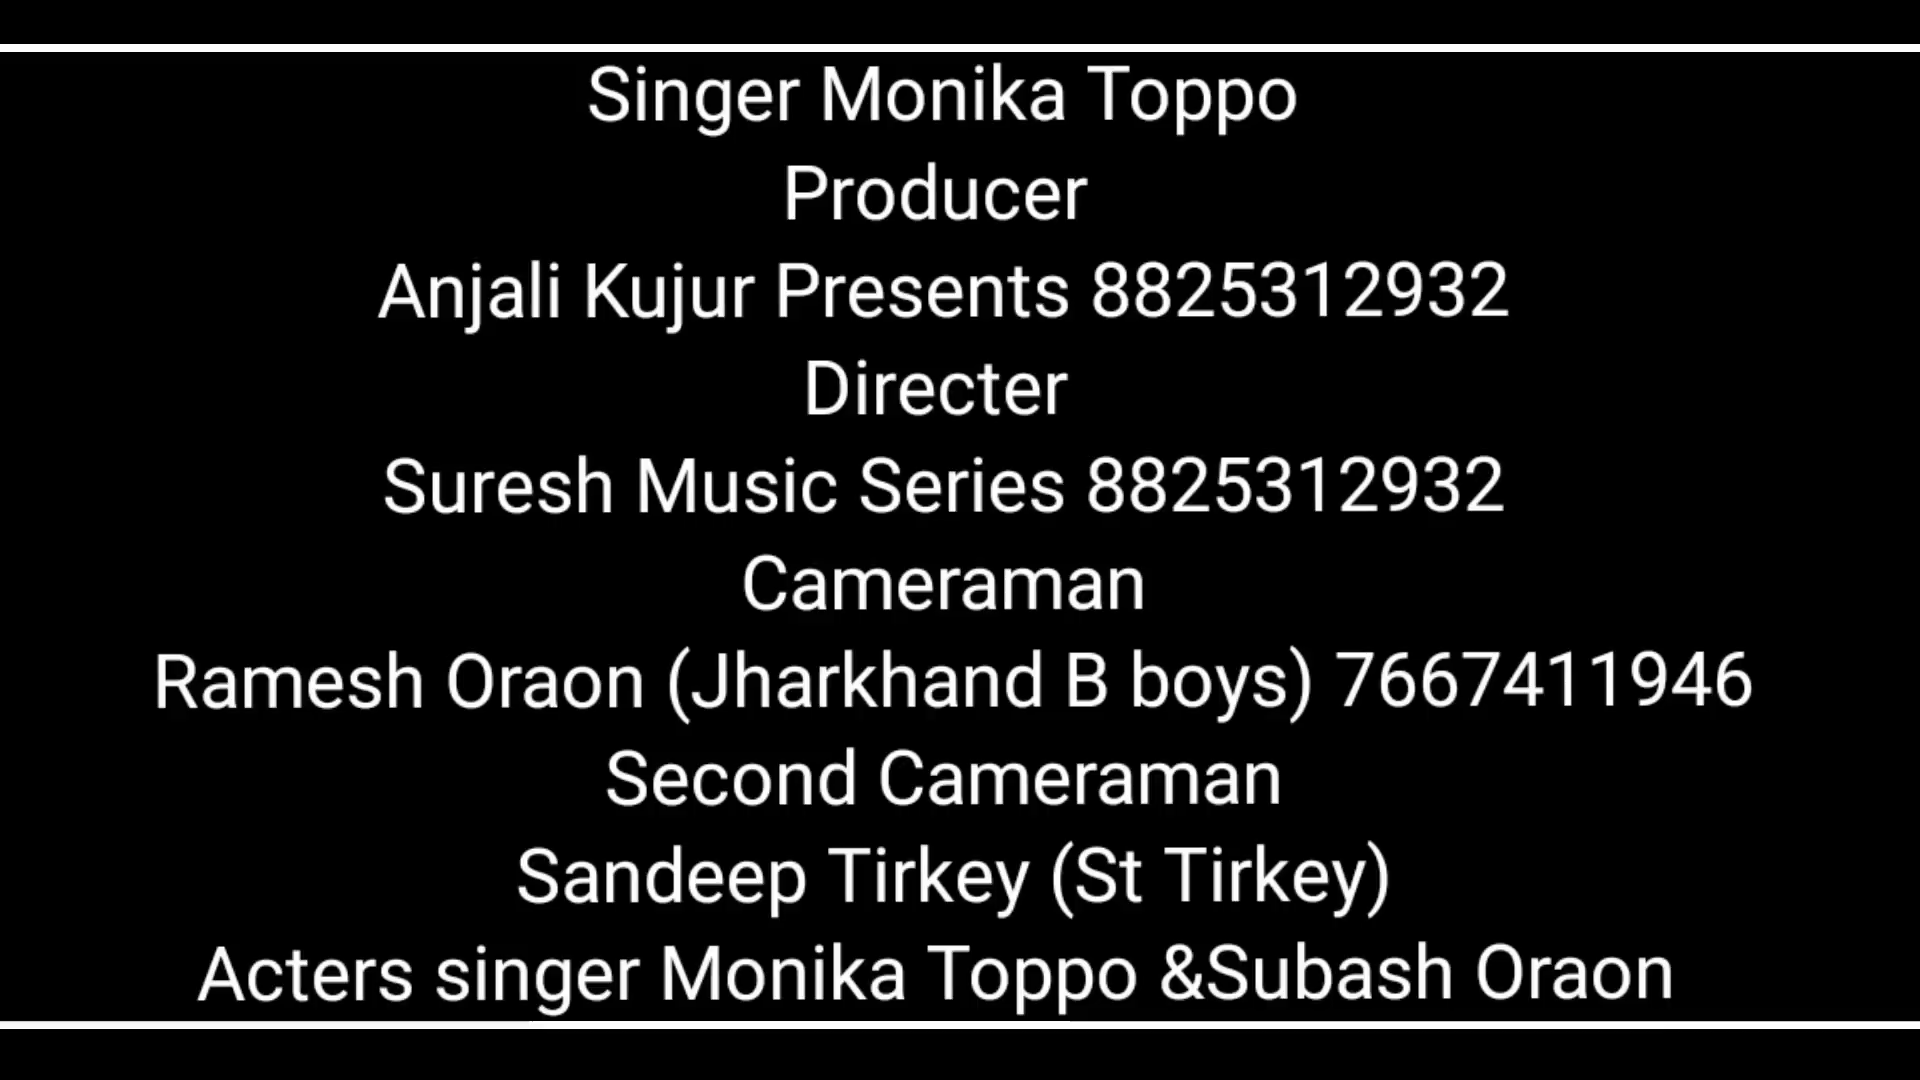 Singer Monika Toppo
Producer
Anjali Kujur Presents 8825312932
Directer
Suresh Music Series 8825312932
Cameraman
Ramesh Oraon (Jharkhand B boys) 7667411946
Second Cameraman
Sandeep Tirkey (St Tirkey)
Acters singer Monika Toppo &Subash Oraon